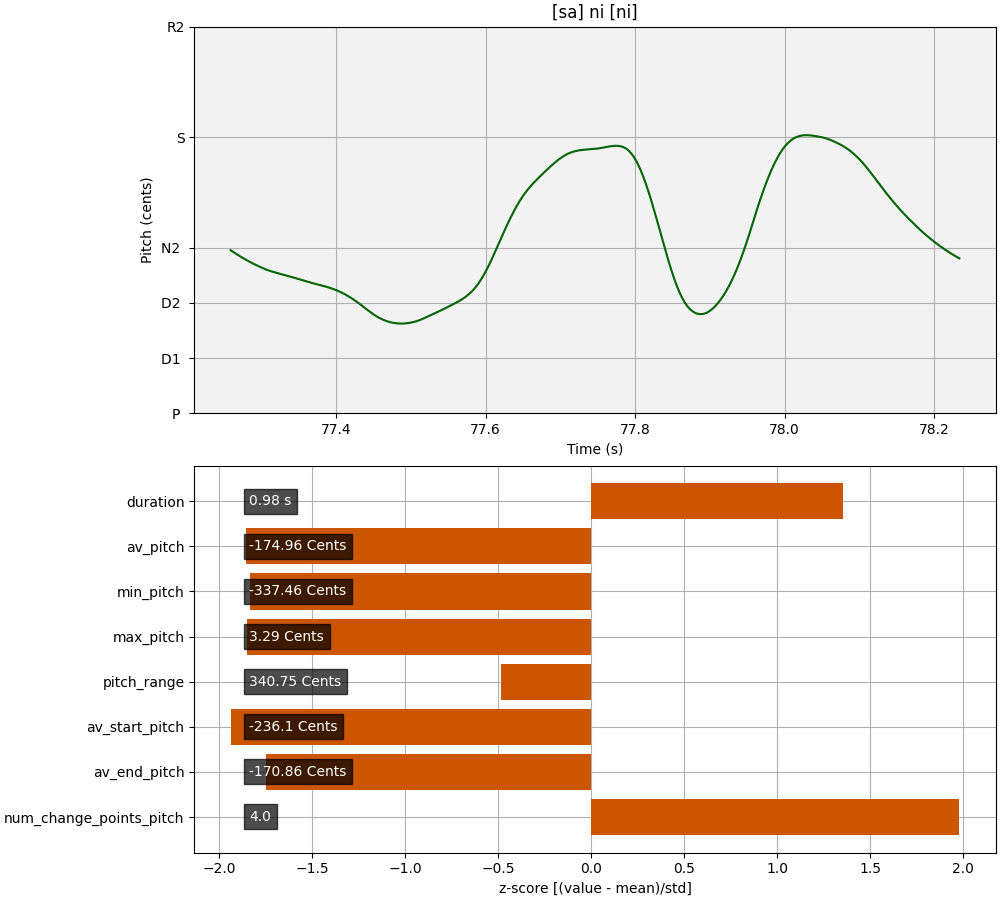 [sa] ni [ni]
R2
S
N2
D2
D1
P
Pitch (cents)
77.4 77.6 77.8 78.0 78.2
Time (s)
duration 0.98 s
av_pitch -174.96 Cents
min_pitch -337.46 Cents
max_pitch 3.29 Cents
pitch_range 340.75 Cents
av_start_pitch -236.1 Cents
av_end_pitch -170.86 Cents
num_change_points_pitch 4.0
−2.0 −1.5 −1.0 −0.5 0.0 0.5 1.0 1.5 2.0
z-score [(value - mean)/std]